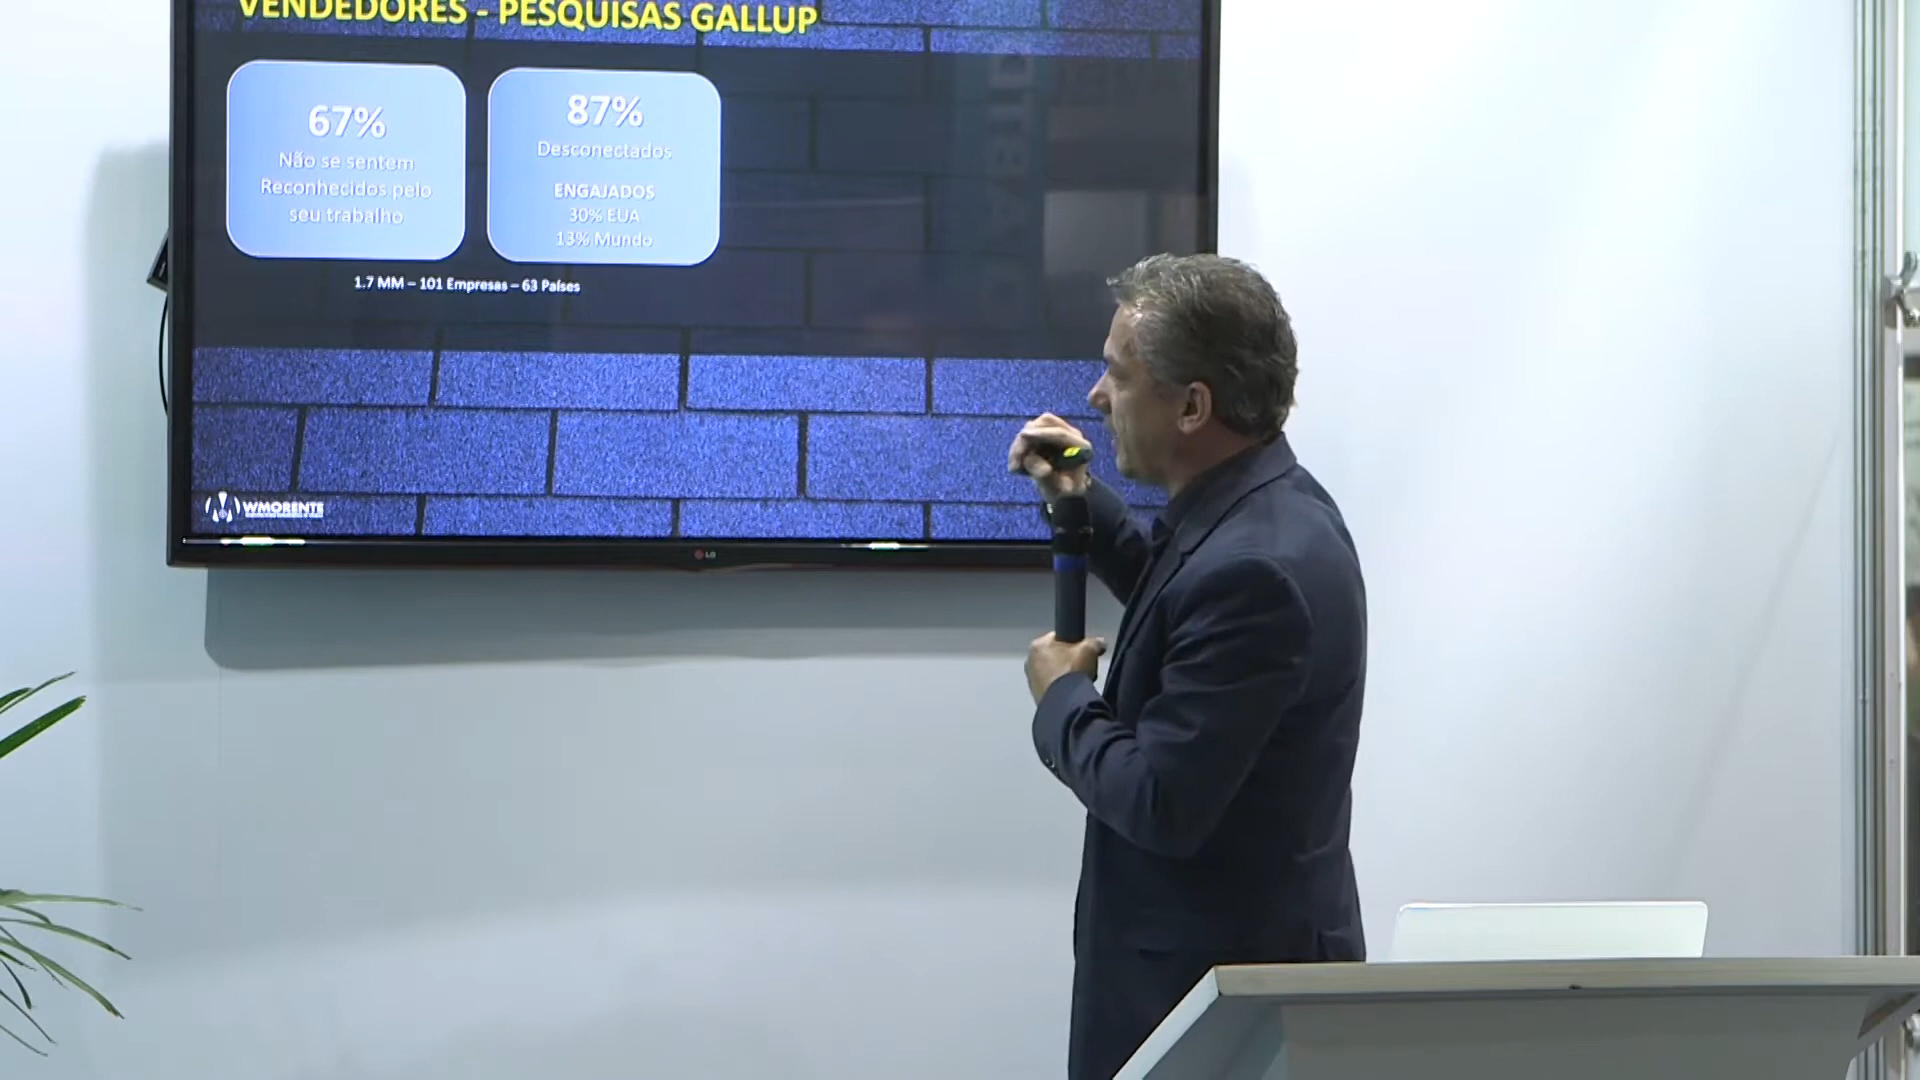 VENDEDORES - PESQUISAS GALLUP
67%
Não se sentem
Reconhecidos pelo
seu trabalho
87%
Desconectados
ENGAJADOS
30% EUA
13% Mundo
1.7 MM – 101 Empresas – 63 Países
WMORENTE
LG